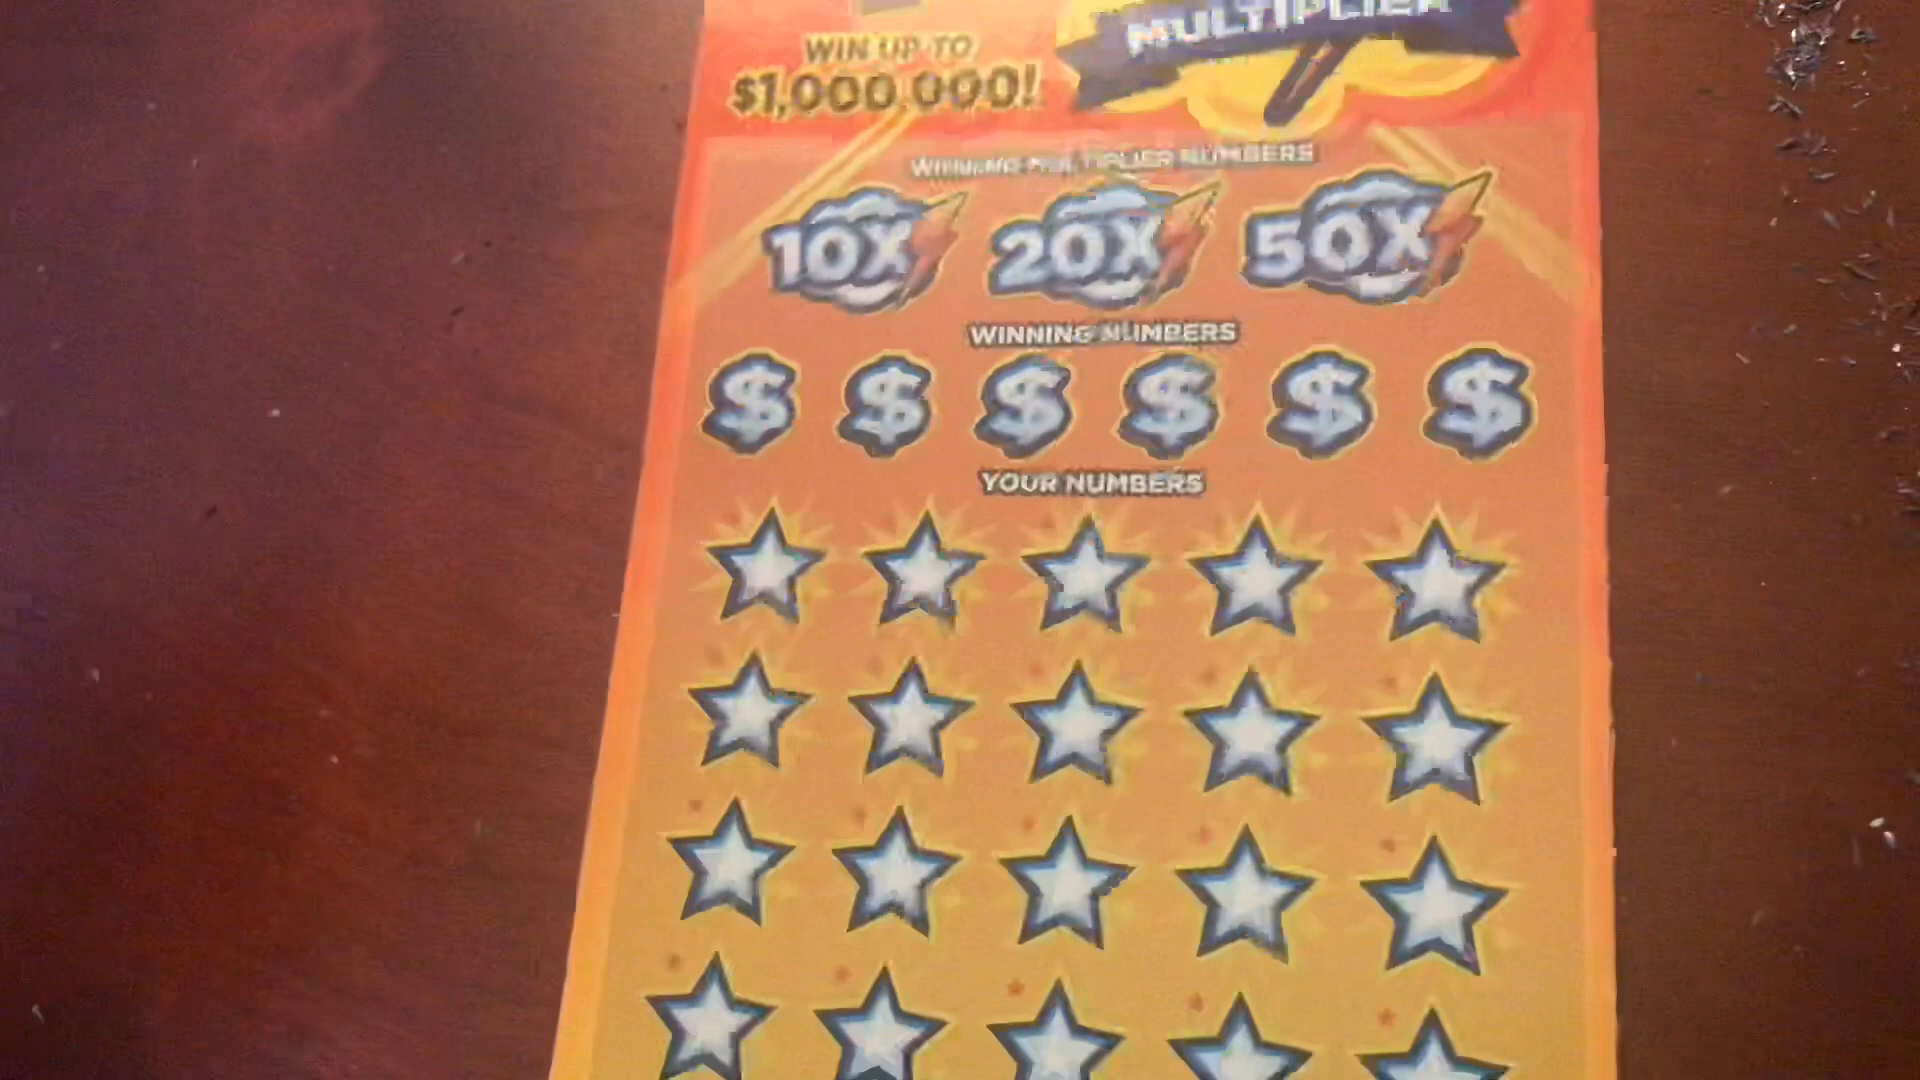 MULTIPLIER
WIN UP TO
$1,000,000!
WINNING MULTIPLIER NUMBERS
10X 20X 50X
WINNING NUMBERS
$ $ $ $ $ $
YOUR NUMBERS